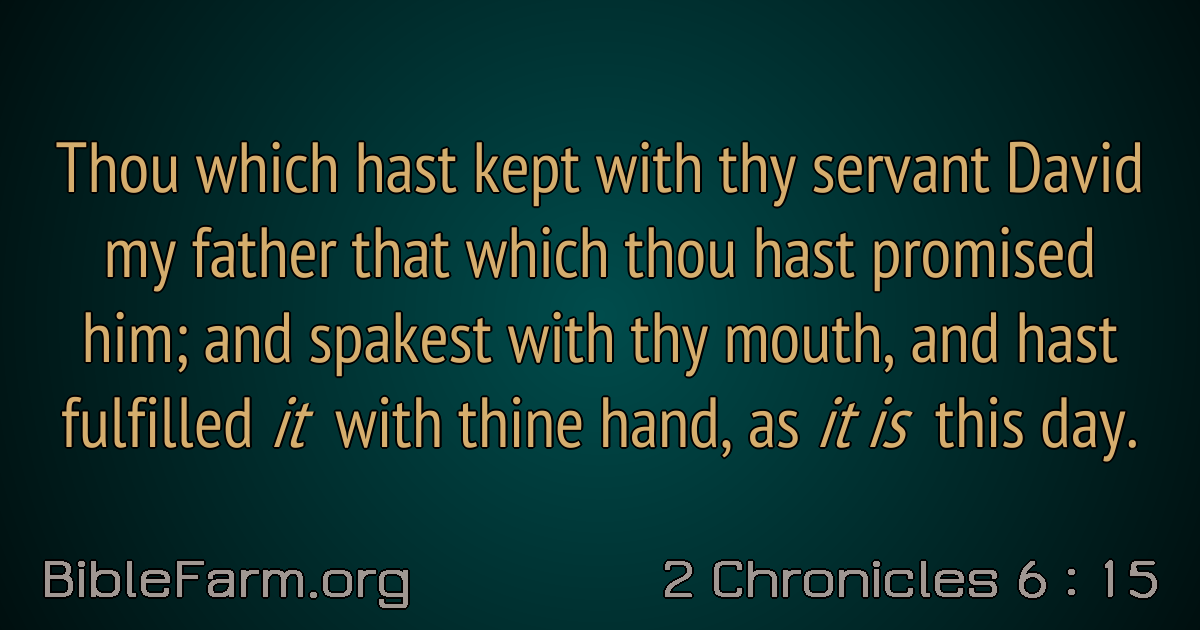 Thou which hast kept with thy servant David
my father that which thou hast promised
him; and spakest with thy mouth, and hast
fulfilled it with thine hand, as it is this day.
BibleFarm.org
2 Chronicles 6 : 15